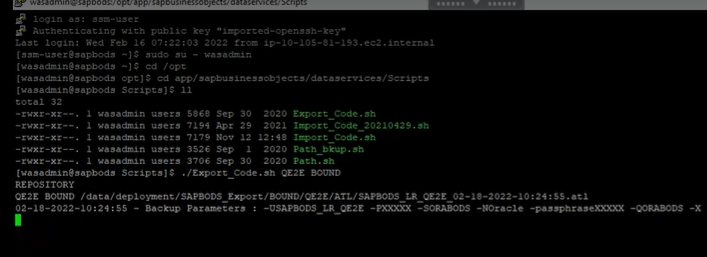 wasadmin@sapbods:/opt/app/sapbusinessobjects/dataservices/Scripts
login as: ssm-user
Authenticating with public key "imported-openssh-key"
Last login: Wed Feb 16 07:22:03 2022 from ip-10-105-81-193.ec2.internal
[ssm-user@sapbods ~]$ sudo su - wasadmin
[wasadmin@sapbods ~]$ cd /opt
[wasadmin@sapbods opt]$ cd app/sapbusinessobjects/dataservices/Scripts
[wasadmin@sapbods Scripts]$ ll
total 32
-rwxr-xr--. 1 wasadmin users 5868 Sep 30  2020 Export_Code.sh
-rwxr-xr--. 1 wasadmin users 7194 Apr 29  2021 Import_Code_20210429.sh
-rwxr-xr--. 1 wasadmin users 7179 Nov 12 12:48 Import_Code.sh
-rwxr-xr--. 1 wasadmin users 3526 Sep  1  2020 Path_bkup.sh
-rwxr-xr--. 1 wasadmin users 3706 Sep 30  2020 Path.sh
[wasadmin@sapbods Scripts]$ ./Export_Code.sh QE2E BOUND
REPOSITORY
QE2E BOUND /data/deployment/SAPBODS_Export/BOUND/QE2E/ATL/SAPBODS_LR_QE2E_02-18-2022-10:24:55.atl
02-18-2022-10:24:55 - Backup Parameters : -USAPBODS_LR_QE2E -PXXXXX -SORABODS -NOracle -passphraseXXXXX -QORABODS -X